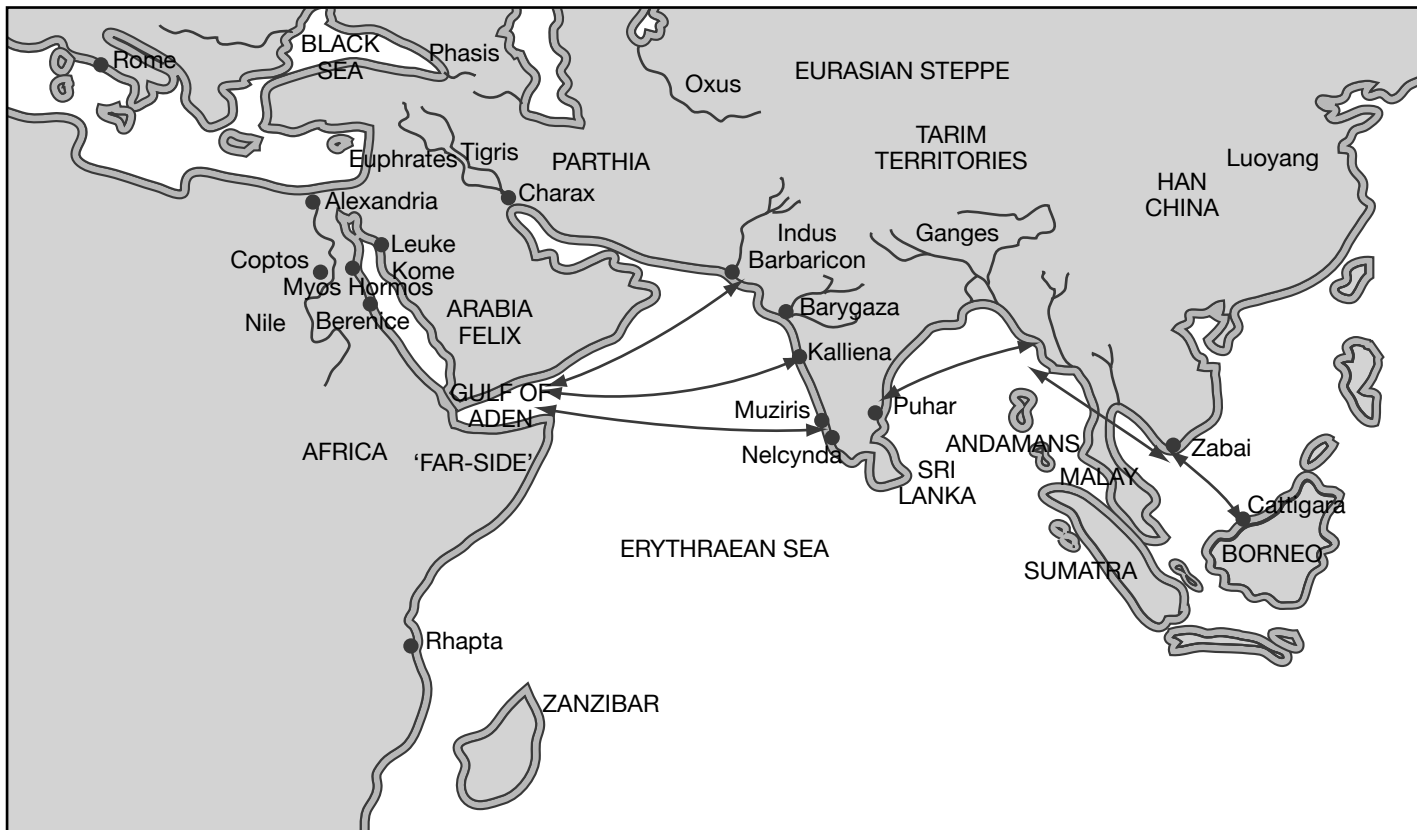 BLACK
SEA
Phasis
Rome
Oxus
EURASIAN STEPPE
TARIM
TERRITORIES
Luoyang
HAN
CHINA
Euphrates
Tigris
PARTHIA
Charax
Alexandria
Leuke
Kome
Coptos
Myos Hormos
Nile
Berenice
ARABIA
FELIX
Indus
Barbaricon
Ganges
Barygaza
Kalliena
GULF OF
ADEN
Muziris
Nelcynda
Puhar
AFRICA
‘FAR-SIDE’
SRI
LANKA
ANDAMANS
MALAY
Zabai
Cattigara
BORNEO
SUMATRA
ERYTHRAEAN SEA
Rhapta
ZANZIBAR